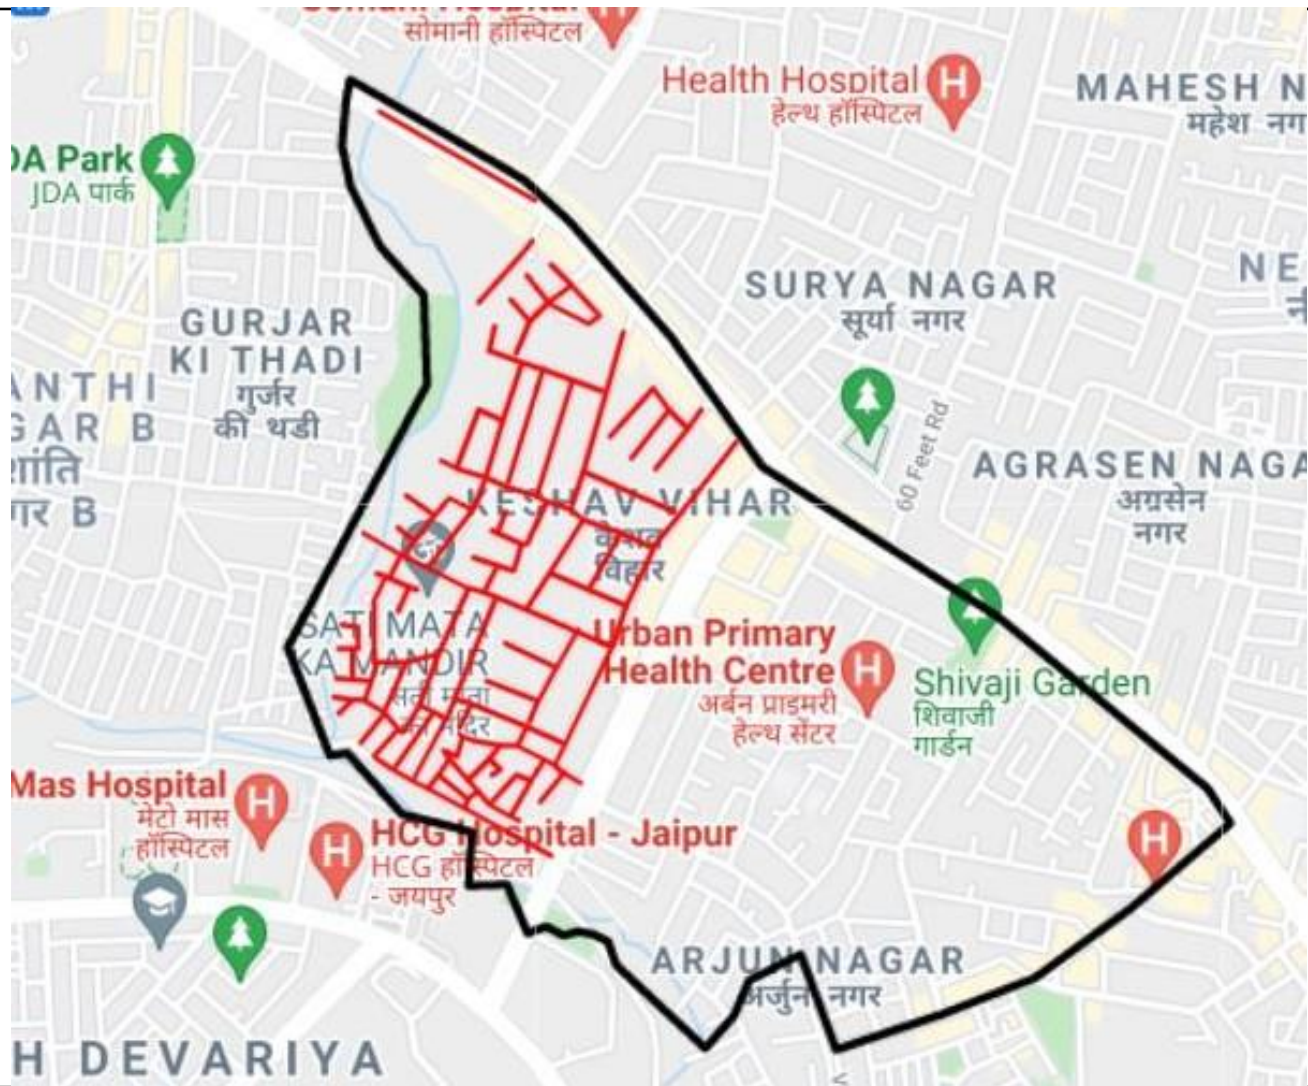 सोमानी हॉस्पिटल
Health Hospital
हेल्थ हॉस्पिटल
MAHESH N
महेश नग
DA Park
JDA पार्क
NE
SURYA NAGAR
सूर्या नगर
GURJAR
KI THADI
गुर्जर
की थडी
ANTHI
GAR B
शांति
गर B
60 Feet Rd
AGRASEN NAGA
अग्रसेन
नगर
KESHAV VIHAR
केशव
विहार
SATI MATA
KA MANDIR
सती माता
का मंदिर
Urban Primary
Health Centre
अर्बन प्राइमरी
हेल्थ सेंटर
Shivaji Garden
शिवाजी
गार्डन
Mas Hospital
मेटो मास
हॉस्पिटल
HCG Hospital - Jaipur
HCG हॉस्पिटल
- जयपुर
ARJUN NAGAR
अर्जुन नगर
H DEVARIYA